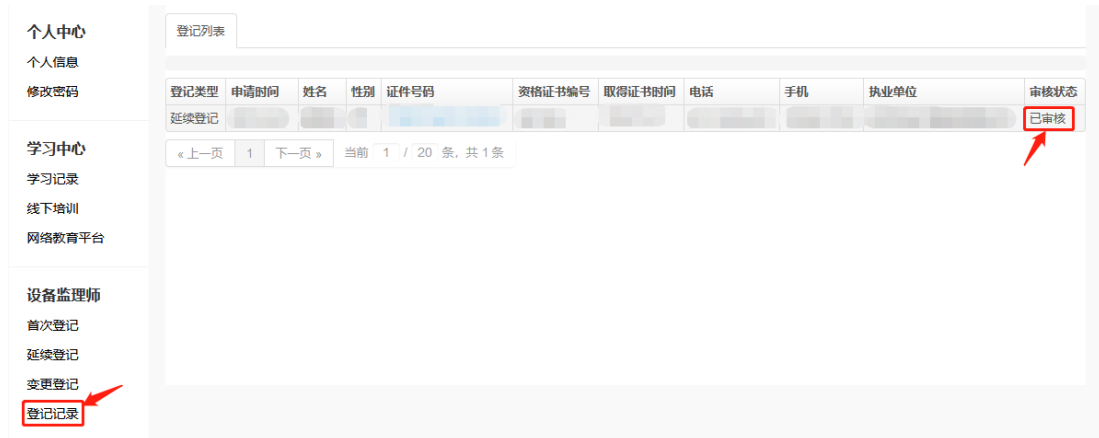 个人中心
个人信息
修改密码
学习中心
学习记录
线下培训
网络教育平台
设备监理师
首次登记
延续登记
变更登记
登记记录
登记列表
登记类型 申请时间 姓名 性别 证件号码 资格证书编号 取得证书时间 电话 手机 执业单位 审核状态
延续登记 已审核
«上一页 1 下一页» 当前 1 / 20 条, 共 1 条